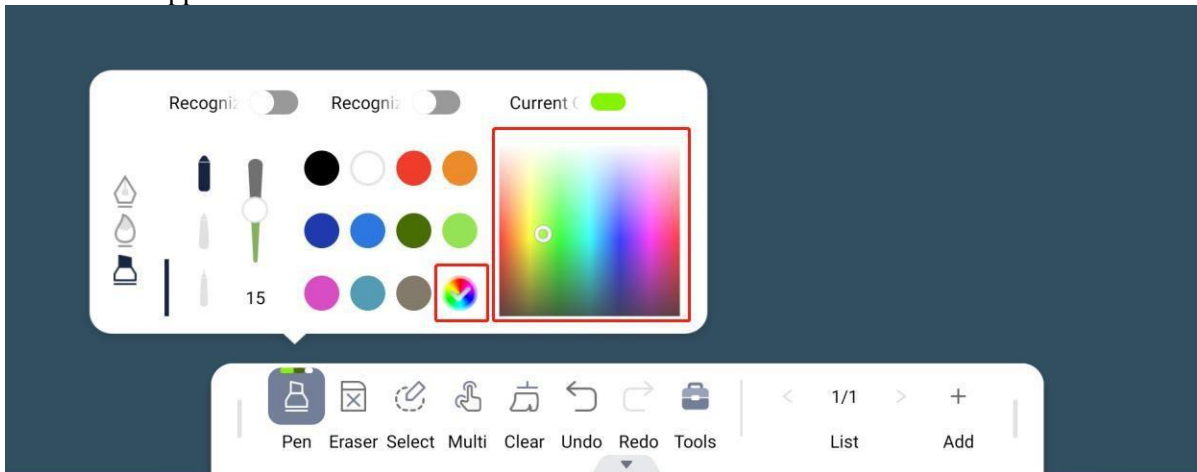 Recogni
Recogni
Current
15
Pen Eraser Select Multi Clear Undo Redo Tools
< 1/1 > +
List Add